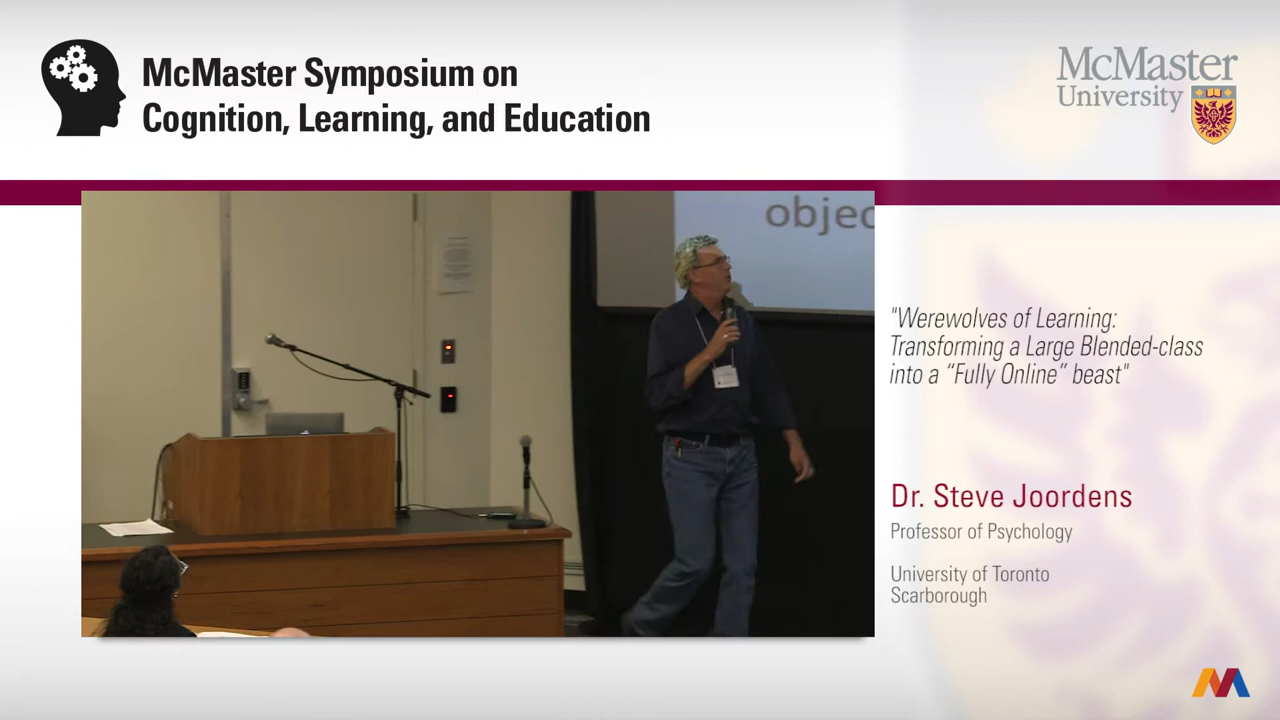 McMaster Symposium on
Cognition, Learning, and Education
McMaster
University
objec
"Werewolves of Learning:
Transforming a Large Blended-class
into a “Fully Online” beast"
Dr. Steve Joordens
Professor of Psychology
University of Toronto
Scarborough